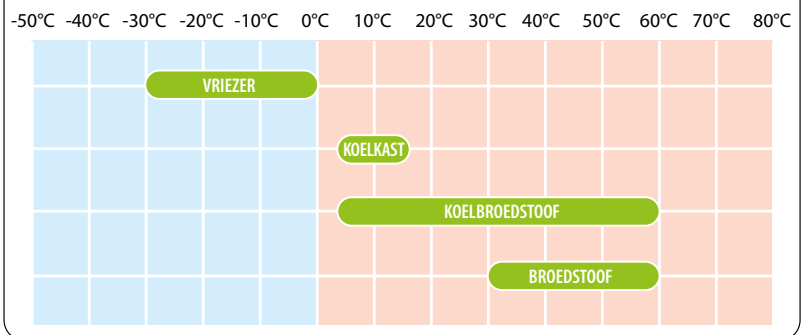 -50°C -40°C -30°C -20°C -10°C 0°C 10°C 20°C 30°C 40°C 50°C 60°C 70°C 80°C
VRIEZER
KOELKAST
KOELBROEDSTOOF
BROEDSTOOF